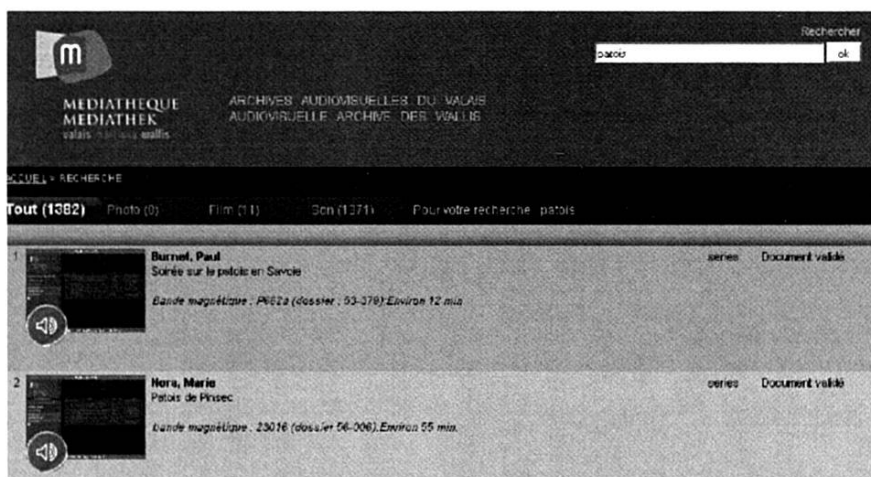 Rechercher
patois ok
m
MEDIATHEQUE
MEDIATHEK
valais wallis
ARCHIVES AUDIOVISUELLES DU VALAIS
AUDIOVISUELLE ARCHIVE DES WALLIS
ACCUEIL > RECHERCHE
Tout (1382) Photo (0) Film (11) Son (1371) Pour votre recherche : patois
1 Burnet, Paul series Document validé
Soirée sur le patois en Savoie
Bande magnétique : P682a (dossier : 53-379).Environ 12 min
2 Nora, Marie series Document validé
Patois de Pinsec
bande magnétique : 23016 (dossier 56-006).Environ 55 min.